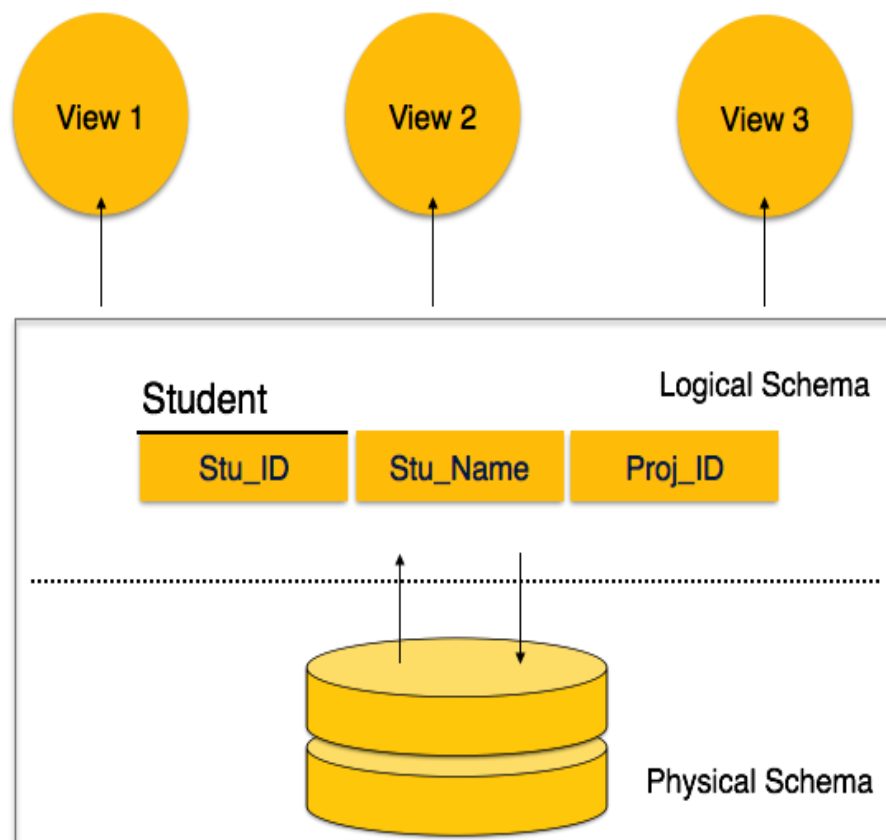 View 1
View 2
View 3
Logical Schema
Student
Stu_ID
Stu_Name
Proj_ID
Physical Schema